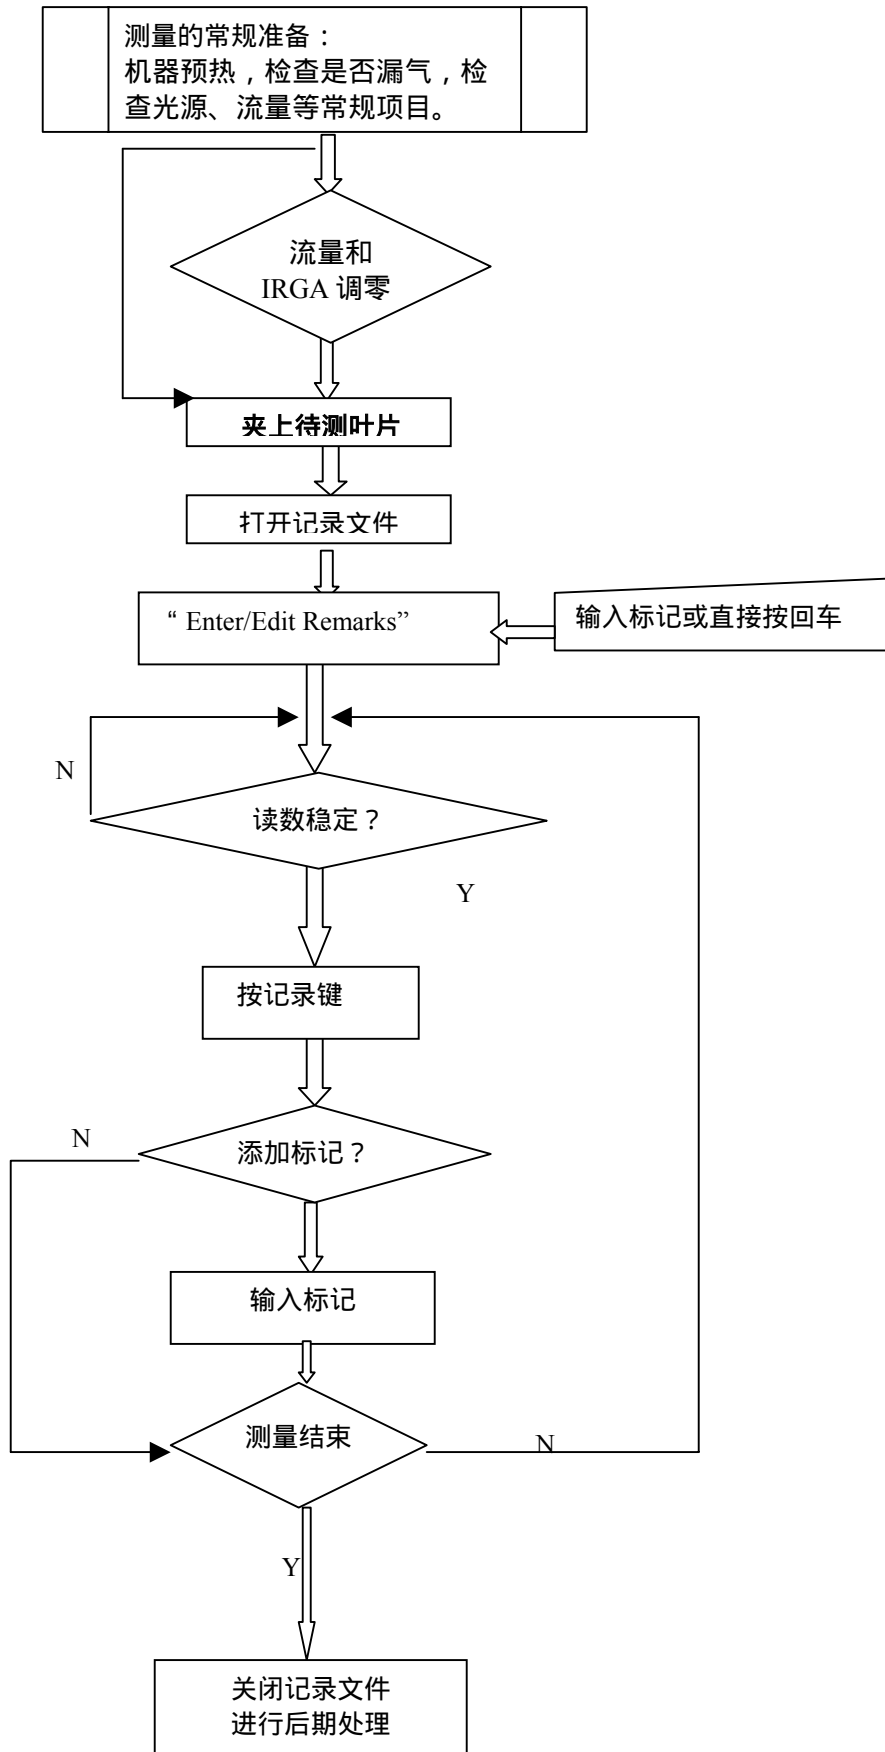 测量的常规准备：
机器预热，检查是否漏气，检
查光源、流量等常规项目。
流量和
IRGA 调零
夹上待测叶片
打开记录文件
“ Enter/Edit Remarks”
输入标记或直接按回车
N
读数稳定？
Y
按记录键
N
添加标记？
输入标记
测量结束
N
Y
关闭记录文件
进行后期处理